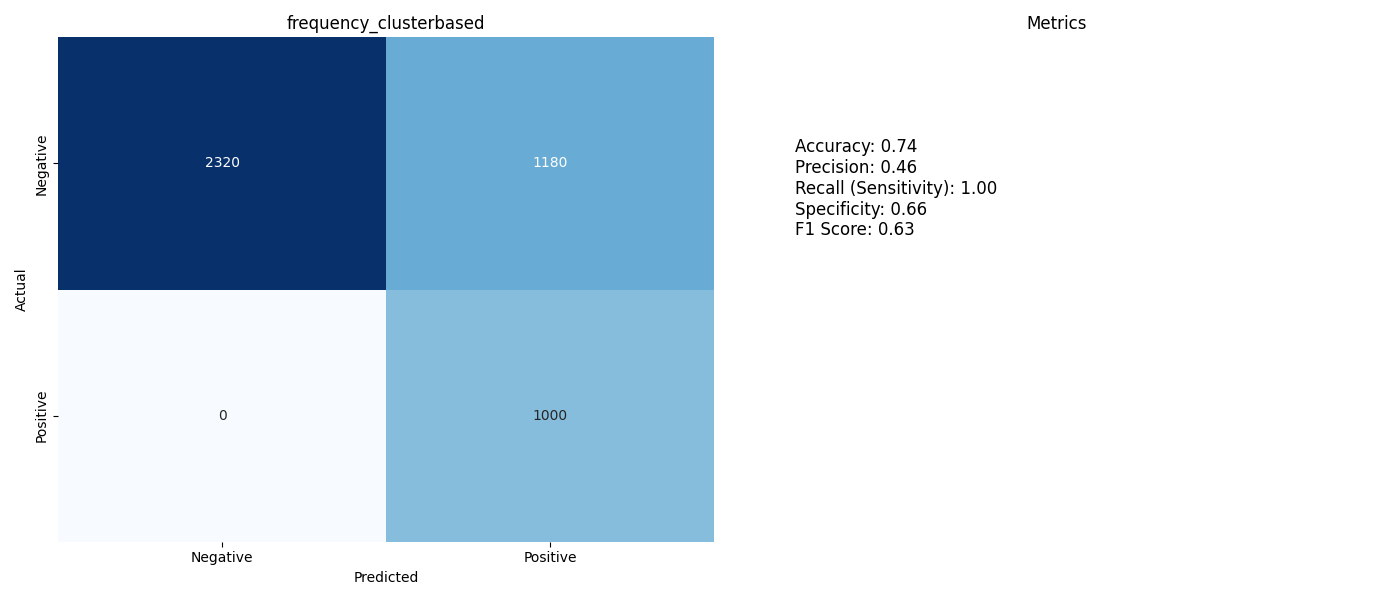 frequency_clusterbased
Negative
2320
1180
Actual
Positive
0
1000
Negative
Positive
Predicted
Metrics
Accuracy: 0.74
Precision: 0.46
Recall (Sensitivity): 1.00
Specificity: 0.66
F1 Score: 0.63